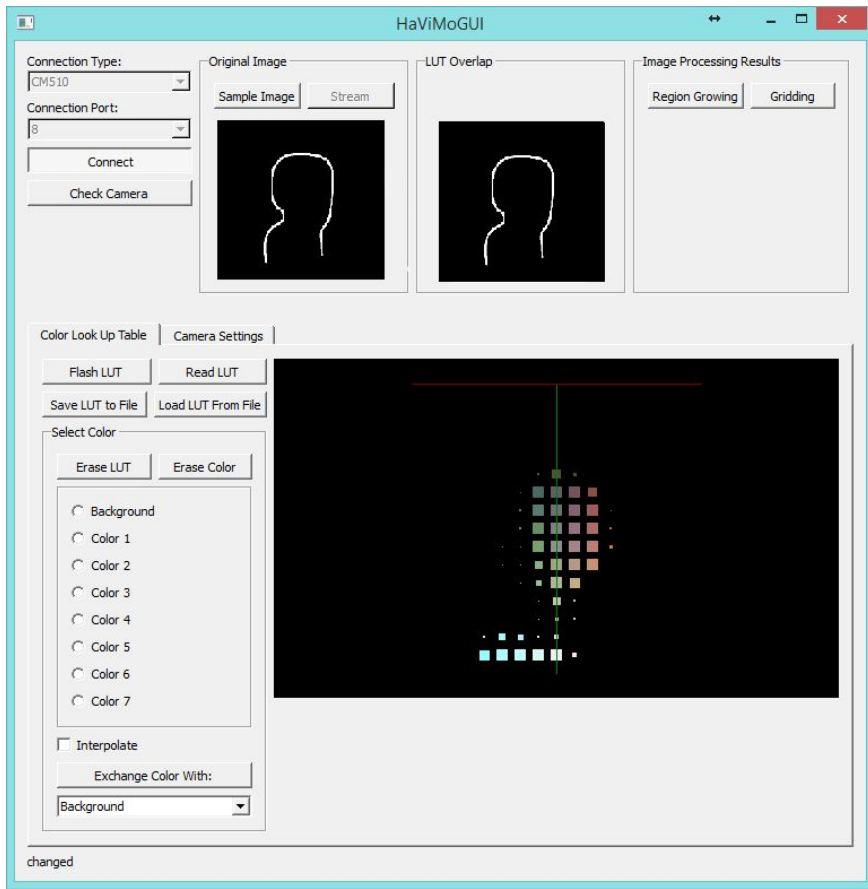 HaViMoGUI
Connection Type:
CM510
Connection Port:
8
Connect
Check Camera
Original Image
Sample Image
Stream
LUT Overlap
Image Processing Results
Region Growing
Gridding
Color Look Up Table
Camera Settings
Flash LUT
Read LUT
Save LUT to File
Load LUT From File
Select Color
Erase LUT
Erase Color
Background
Color 1
Color 2
Color 3
Color 4
Color 5
Color 6
Color 7
Interpolate
Exchange Color With:
Background
changed